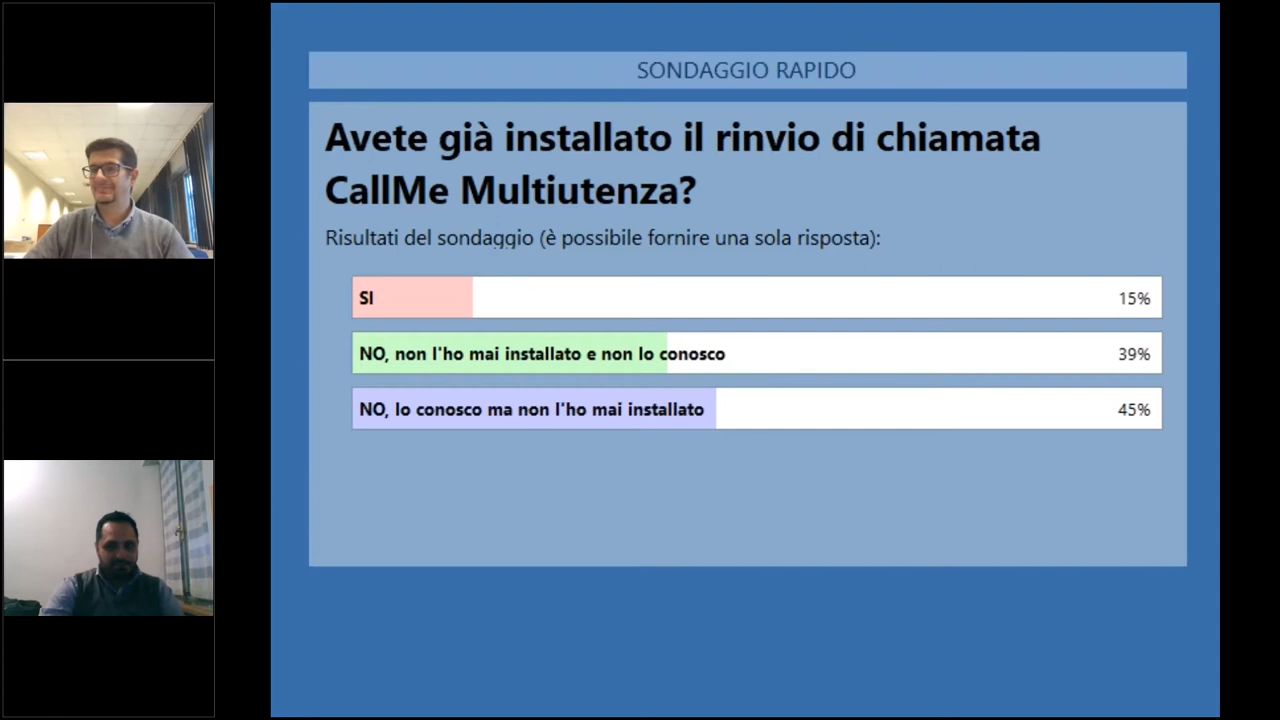 SONDAGGIO RAPIDO
Avete già installato il rinvio di chiamata
CallMe Multiutenza?
Risultati del sondaggio (è possibile fornire una sola risposta):
SI 15%
NO, non l'ho mai installato e non lo conosco 39%
NO, lo conosco ma non l'ho mai installato 45%